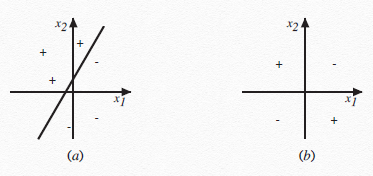 x2 x2
+ + - + -
+
x1 x1
- - - +
(a) (b)